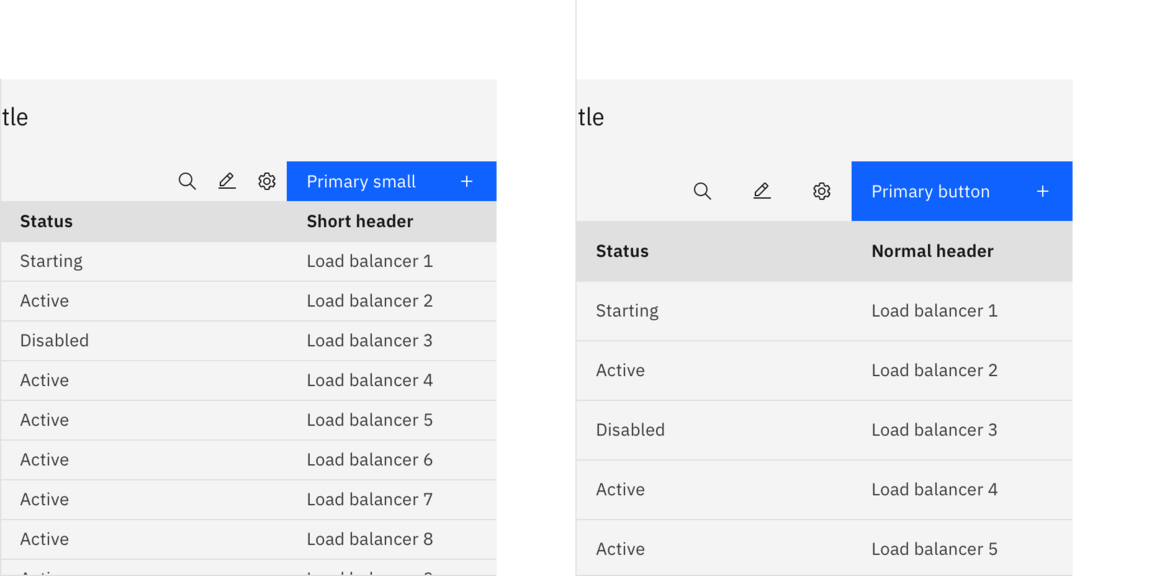 tle
Primary small
Status Short header
Starting Load balancer 1
Active Load balancer 2
Disabled Load balancer 3
Active Load balancer 4
Active Load balancer 5
Active Load balancer 6
Active Load balancer 7
Active Load balancer 8
tle
Primary button
Status Normal header
Starting Load balancer 1
Active Load balancer 2
Disabled Load balancer 3
Active Load balancer 4
Active Load balancer 5